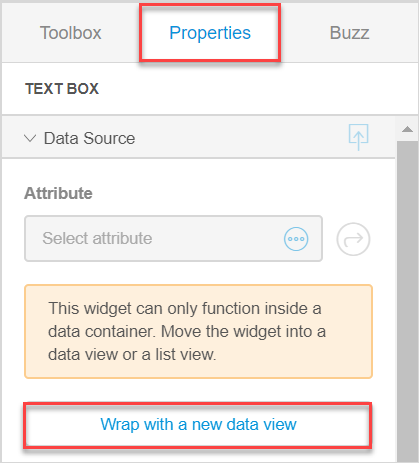 Toolbox Properties Buzz
TEXT BOX
Data Source
Attribute
Select attribute
This widget can only function inside a
data container. Move the widget into a
data view or a list view.
Wrap with a new data view